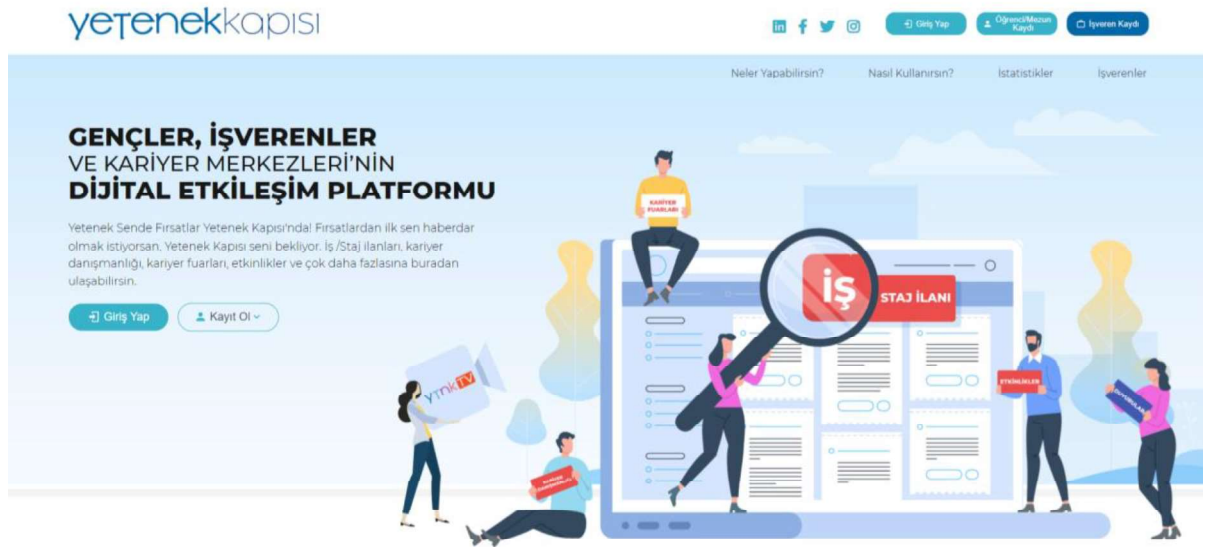 yeTenekkapısı
Giriş Yap
Öğrenci/Mezun
Kaydı
İşveren Kaydı
Neler Yapabilirsin? Nasıl Kullanırsın? İstatistikler İşverenler
GENÇLER, İŞVERENLER
VE KARİYER MERKEZLERİ'NİN
DİJİTAL ETKİLEŞİM PLATFORMU
Yetenek Sende Fırsatlar Yetenek Kapısı'nda! Fırsatlardan ilk sen haberdar
olmak istiyorsan, Yetenek Kapısı seni bekliyor. İş /Staj ilanları, kariyer
danışmanlığı, kariyer fuarları, etkinlikler ve çok daha fazlasına buradan
ulaşabilirsin.
Giriş Yap
Kayıt Ol
KARİYER
FUARLARI
İŞ
STAJ İLANI
YTNK TV
ETKİNLİKLER
DUYURULAR